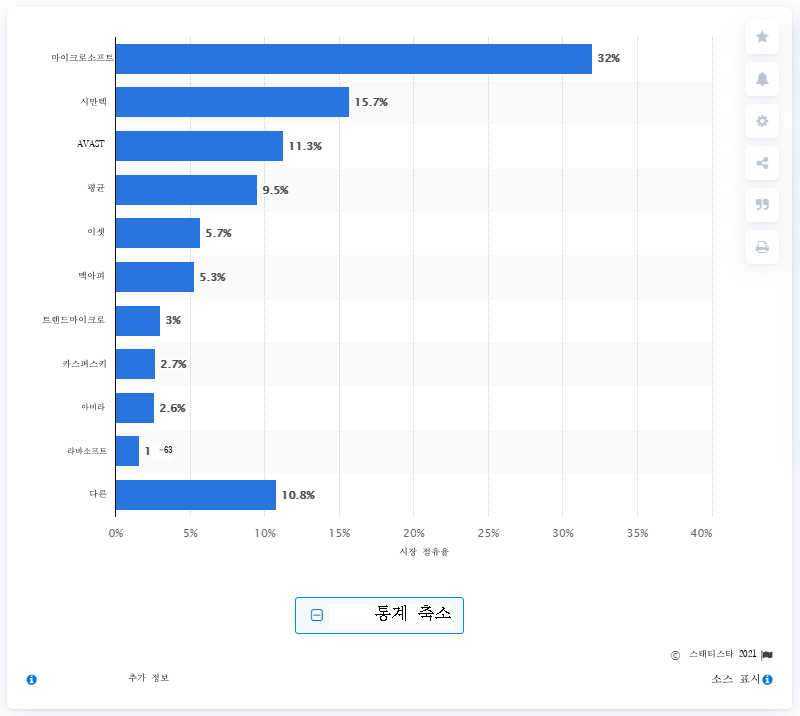 마이크로소프트 32%
시만텍 15.7%
AVAST 11.3%
평균 9.5%
이셋 5.7%
맥아피 5.3%
트렌드마이크로 3%
카스퍼스키 2.7%
아비라 2.6%
라바소프트 1 -63
다른 10.8%
0% 5% 10% 15% 20% 25% 30% 35% 40%
시장 점유율
통계 축소
© 스태티스타 2021
추가 정보
소스 표시